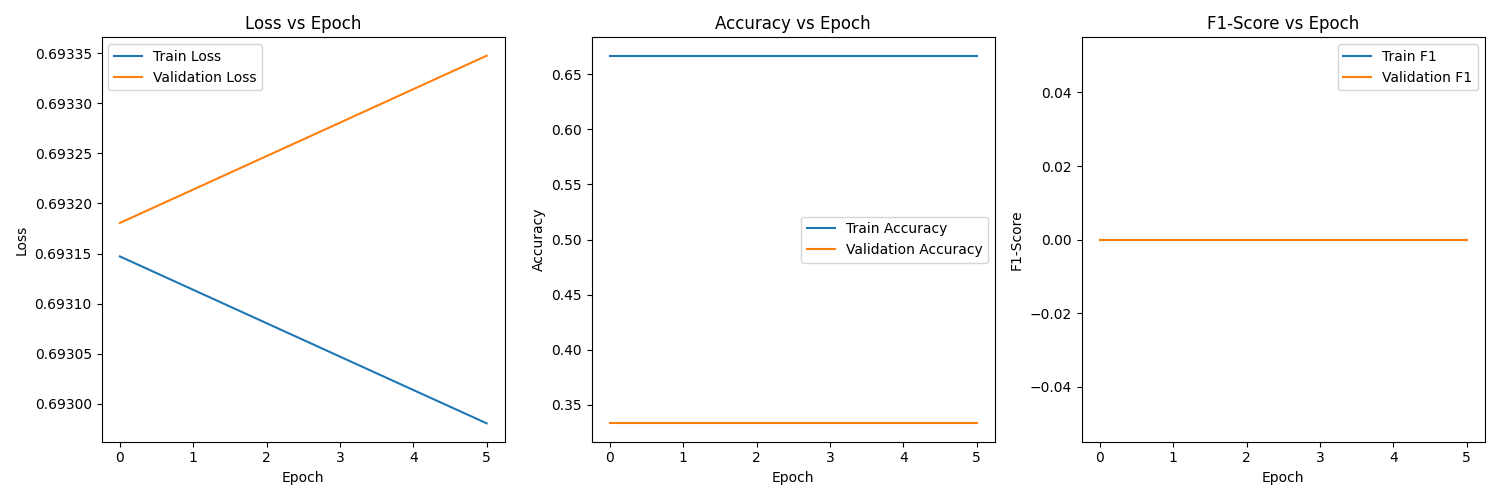 Loss vs Epoch
Train Loss
Validation Loss
0.69335
0.69330
0.69325
0.69320
0.69315
0.69310
0.69305
0.69300
Loss
0 1 2 3 4 5
Epoch
Accuracy vs Epoch
Train Accuracy
Validation Accuracy
0.65
0.60
0.55
0.50
0.45
0.40
0.35
Accuracy
0 1 2 3 4 5
Epoch
F1-Score vs Epoch
Train F1
Validation F1
0.04
0.02
0.00
−0.02
−0.04
F1-Score
0 1 2 3 4 5
Epoch